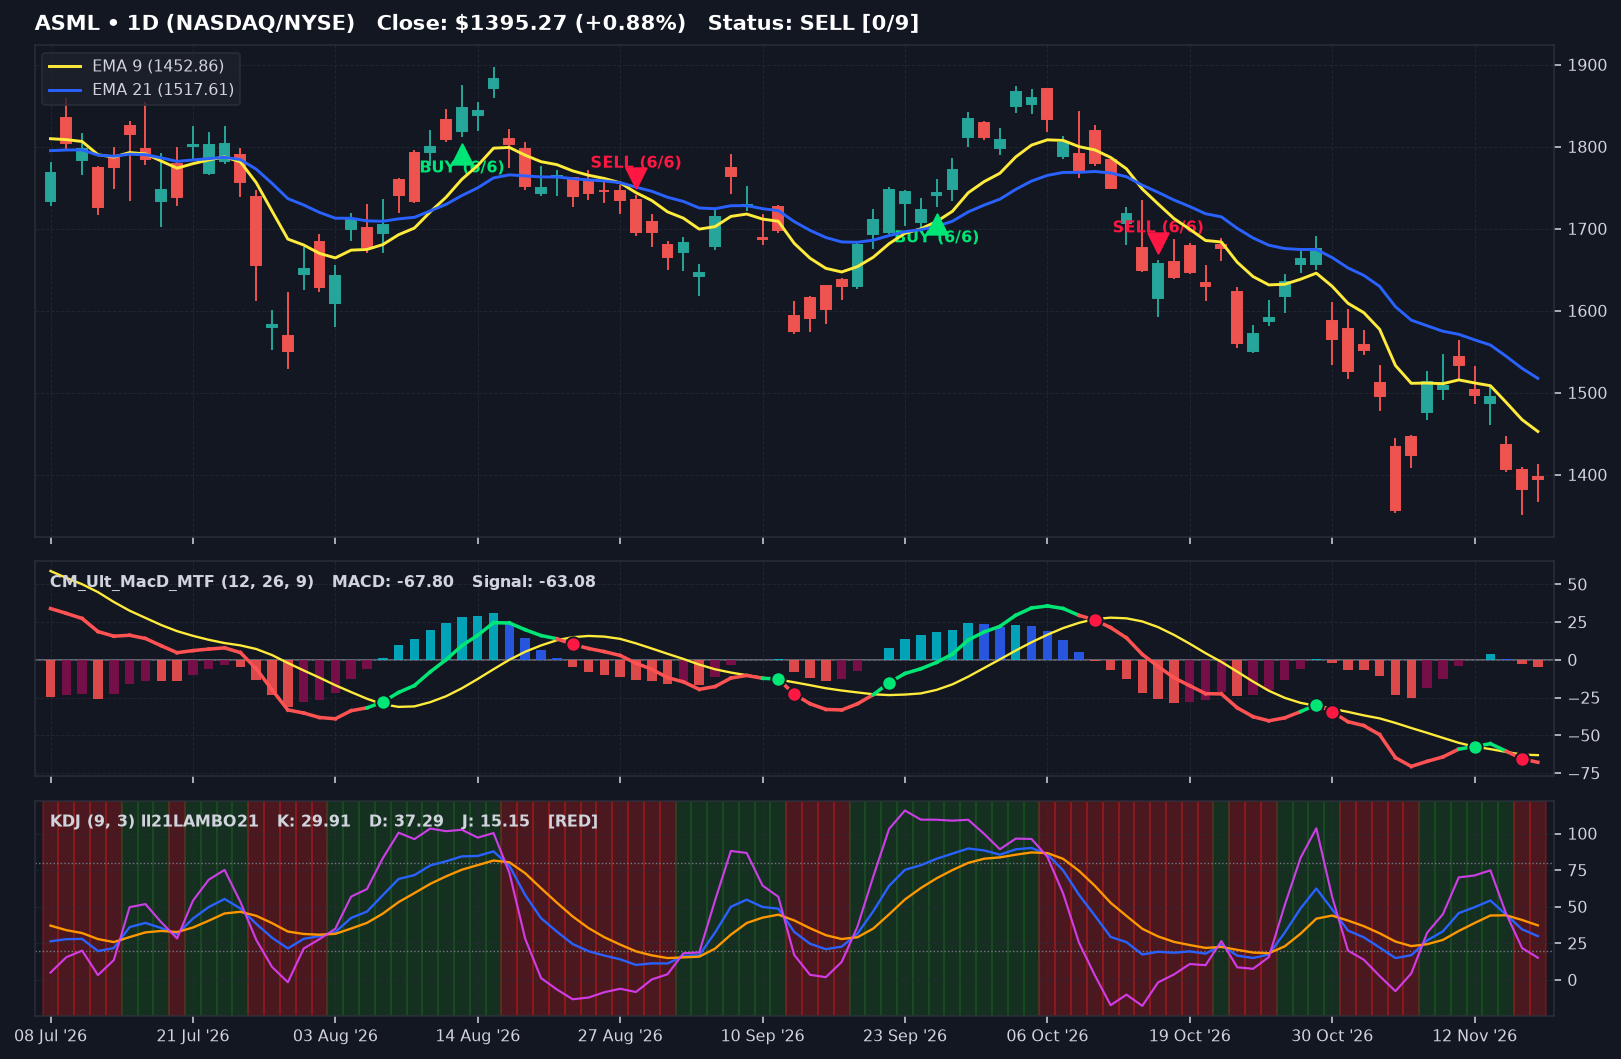 ASML • 1D (NASDAQ/NYSE)   Close: $1395.27 (+0.88%)   Status: SELL [0/9]
EMA 9 (1452.86)
EMA 21 (1517.61)
1900
1800
1700
1600
1500
1400
BUY (6/6)
SELL (6/6)
BUY (6/6)
SELL (6/6)
CM_Ult_MacD_MTF (12, 26, 9)   MACD: -67.80   Signal: -63.08
50
25
0
−25
−50
−75
KDJ (9, 3) II21LAMBO21   K: 29.91   D: 37.29   J: 15.15   [RED]
100
75
50
25
0
08 Jul '26
21 Jul '26
03 Aug '26
14 Aug '26
27 Aug '26
10 Sep '26
23 Sep '26
06 Oct '26
19 Oct '26
30 Oct '26
12 Nov '26